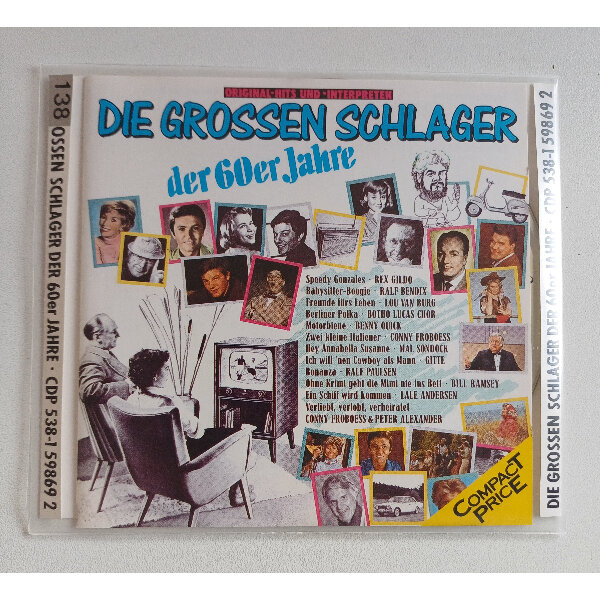 ORIGINAL-HITS UND -INTERPRETEN
DIE GROSSEN SCHLAGER
der 60er Jahre
Speedy Gonzales · REX GILDO
Babysitter-Boogie · RALF BENDIX
Freunde fürs Leben · LOU VAN BURG
Berliner Polka · BOTHO LUCAS CHOR
Motorbiene · BENNY QUICK
Zwei kleine Italiener · CONNY FROBOESS
Hey Annabella Susanne · MAL SONDOCK
Ich will 'nen Cowboy als Mann · GITTE
Bonanza · RALF PAULSEN
Ohne Krimi geht die Mimi nie ins Bett · BILL RAMSEY
Ein Schiff wird kommen · LALE ANDERSEN
Verliebt, verlobt, verheiratet
CONNY FROBOESS & PETER ALEXANDER
COMPACT
PRICE
138
OSSEN SCHLAGER DER 60er JAHRE · CDP 538-1 59869 2
DIE GROSSEN SCHLAGER DER 60er JAHRE · CDP 538-1 59869 2